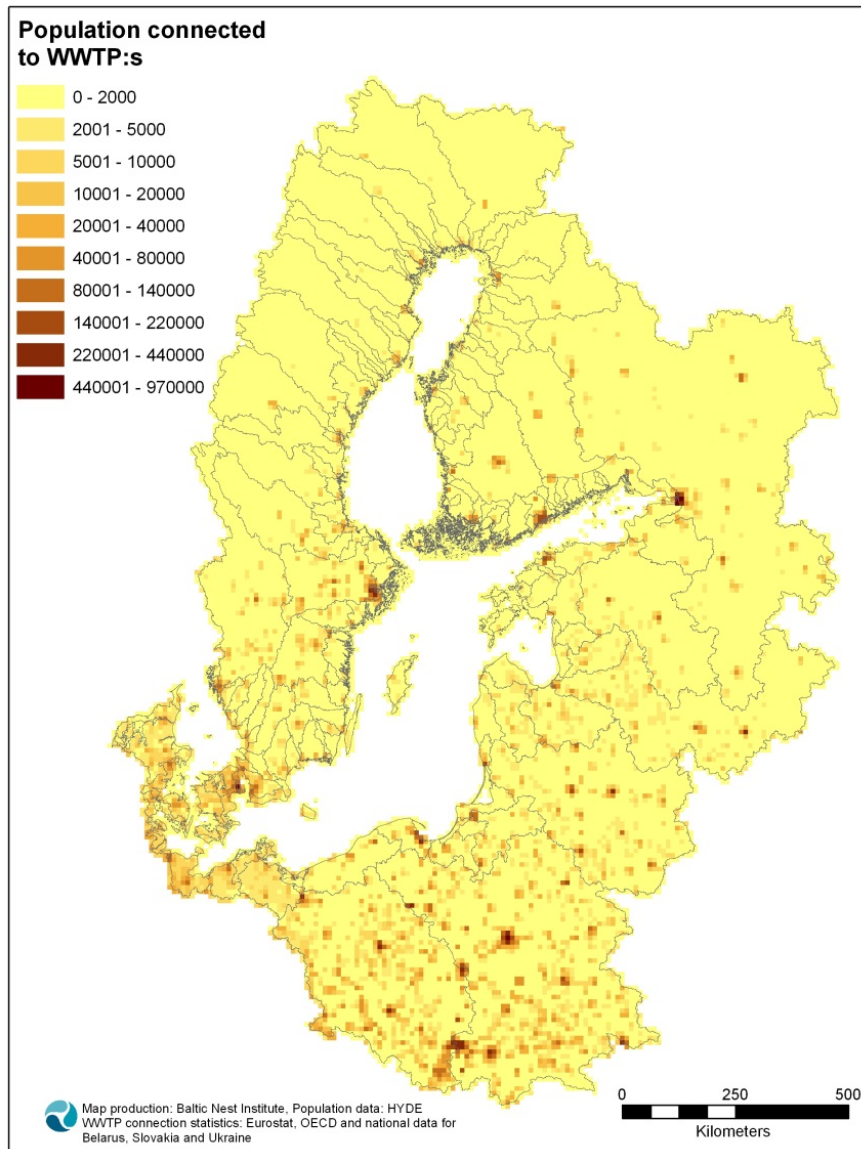 Population connected
to WWTP:s
0 - 2000
2001 - 5000
5001 - 10000
10001 - 20000
20001 - 40000
40001 - 80000
80001 - 140000
140001 - 220000
220001 - 440000
440001 - 970000
Map production: Baltic Nest Institute, Population data: HYDE
WWTP connection statistics: Eurostat, OECD and national data for
Belarus, Slovakia and Ukraine
0 250 500
Kilometers